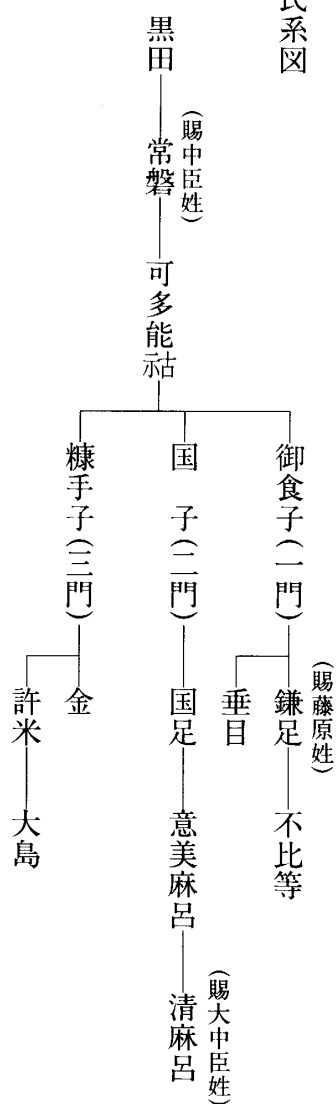 氏系図
黒田
常磐
(賜中臣姓)
可多能祜
御食子(一門)
鎌足
(賜藤原姓)
不比等
垂目
国 子(二門)
国足
意美麻呂
清麻呂
(賜大中臣姓)
糠手子(三門)
金
許米
大島